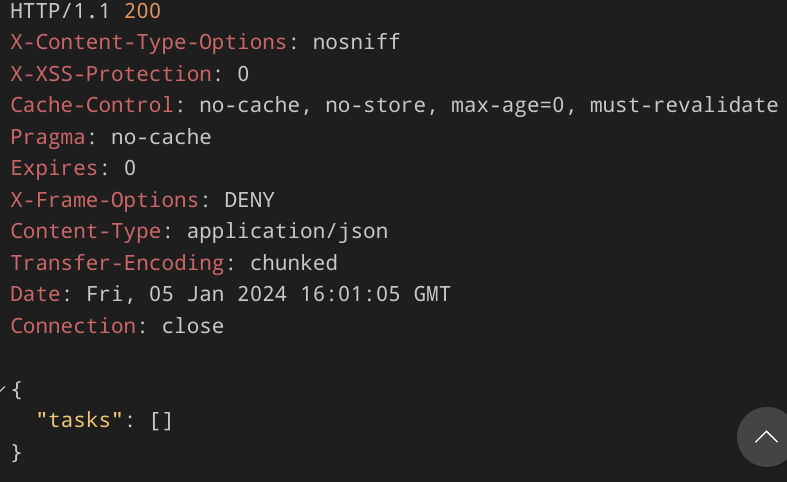 HTTP/1.1 200
X-Content-Type-Options: nosniff
X-XSS-Protection: 0
Cache-Control: no-cache, no-store, max-age=0, must-revalidate
Pragma: no-cache
Expires: 0
X-Frame-Options: DENY
Content-Type: application/json
Transfer-Encoding: chunked
Date: Fri, 05 Jan 2024 16:01:05 GMT
Connection: close

{
  "tasks": []
}